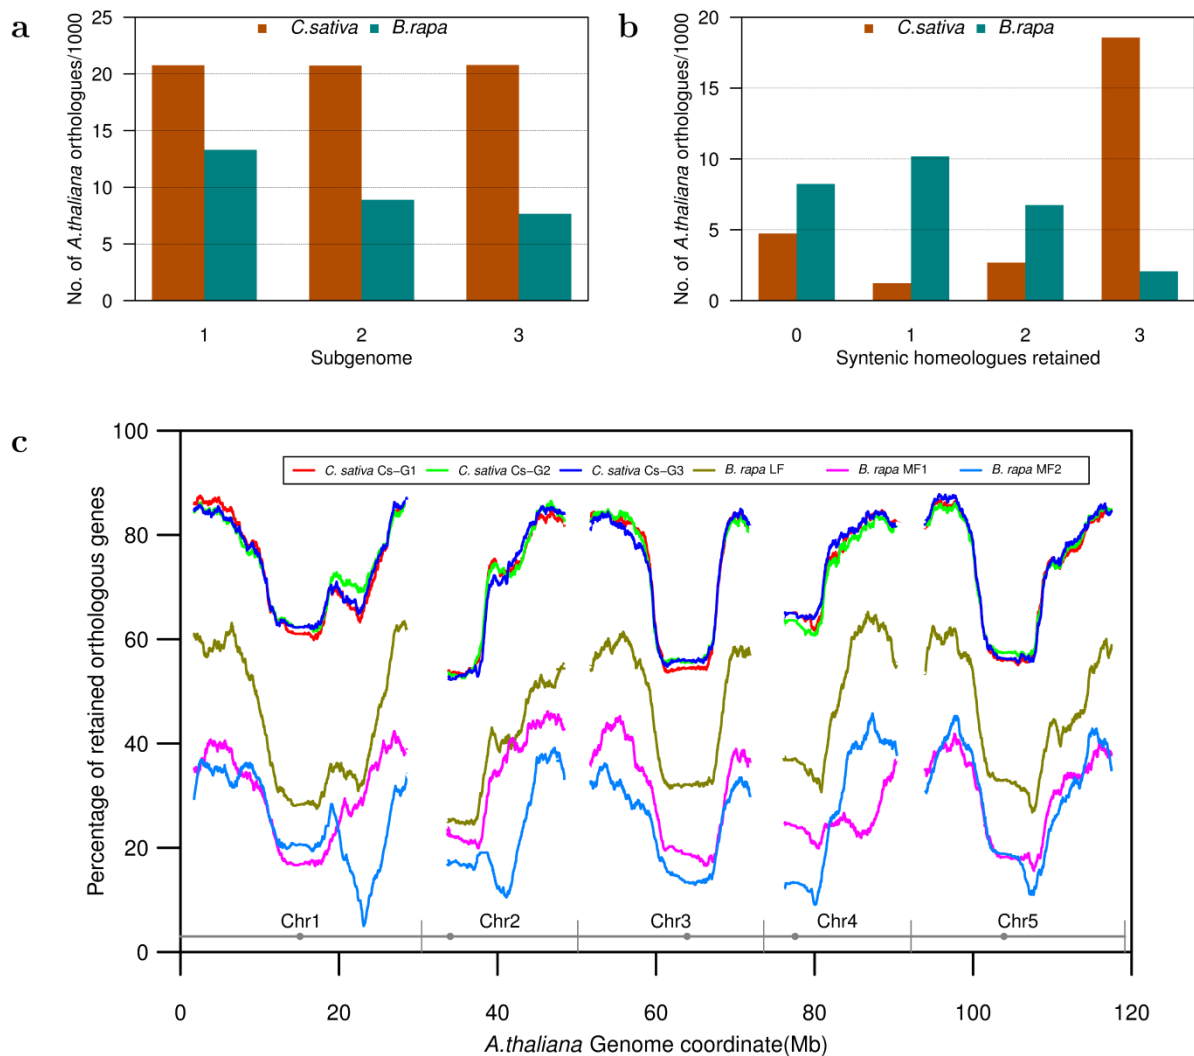 a
No. of A.thaliana orthologues/1000
C.sativa B.rapa
25
20
15
10
5
0
1 2 3
Subgenome
b
No. of A.thaliana orthologues/1000
C.sativa B.rapa
20
15
10
5
0
0 1 2 3
Syntenic homeologues retained
c
Percentage of retained orthologous genes
100
80
60
40
20
0
C. sativa Cs−G1 C. sativa Cs−G2 C. sativa Cs−G3 B. rapa LF B. rapa MF1 B. rapa MF2
Chr1 Chr2 Chr3 Chr4 Chr5
0 20 40 60 80 100 120
A.thaliana Genome coordinate(Mb)